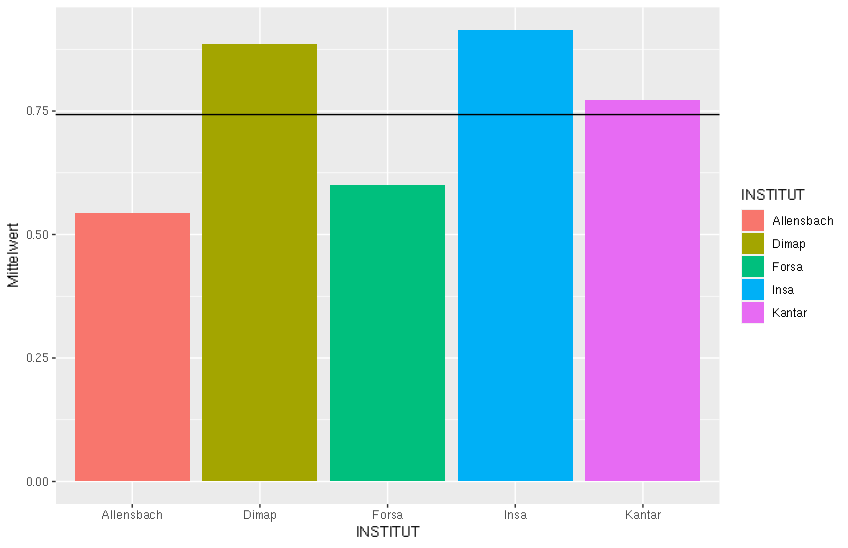 Mittelwert
0.75
0.50
0.25
0.00
Allensbach
Dimap
Forsa
Insa
Kantar
INSTITUT
INSTITUT
Allensbach
Dimap
Forsa
Insa
Kantar